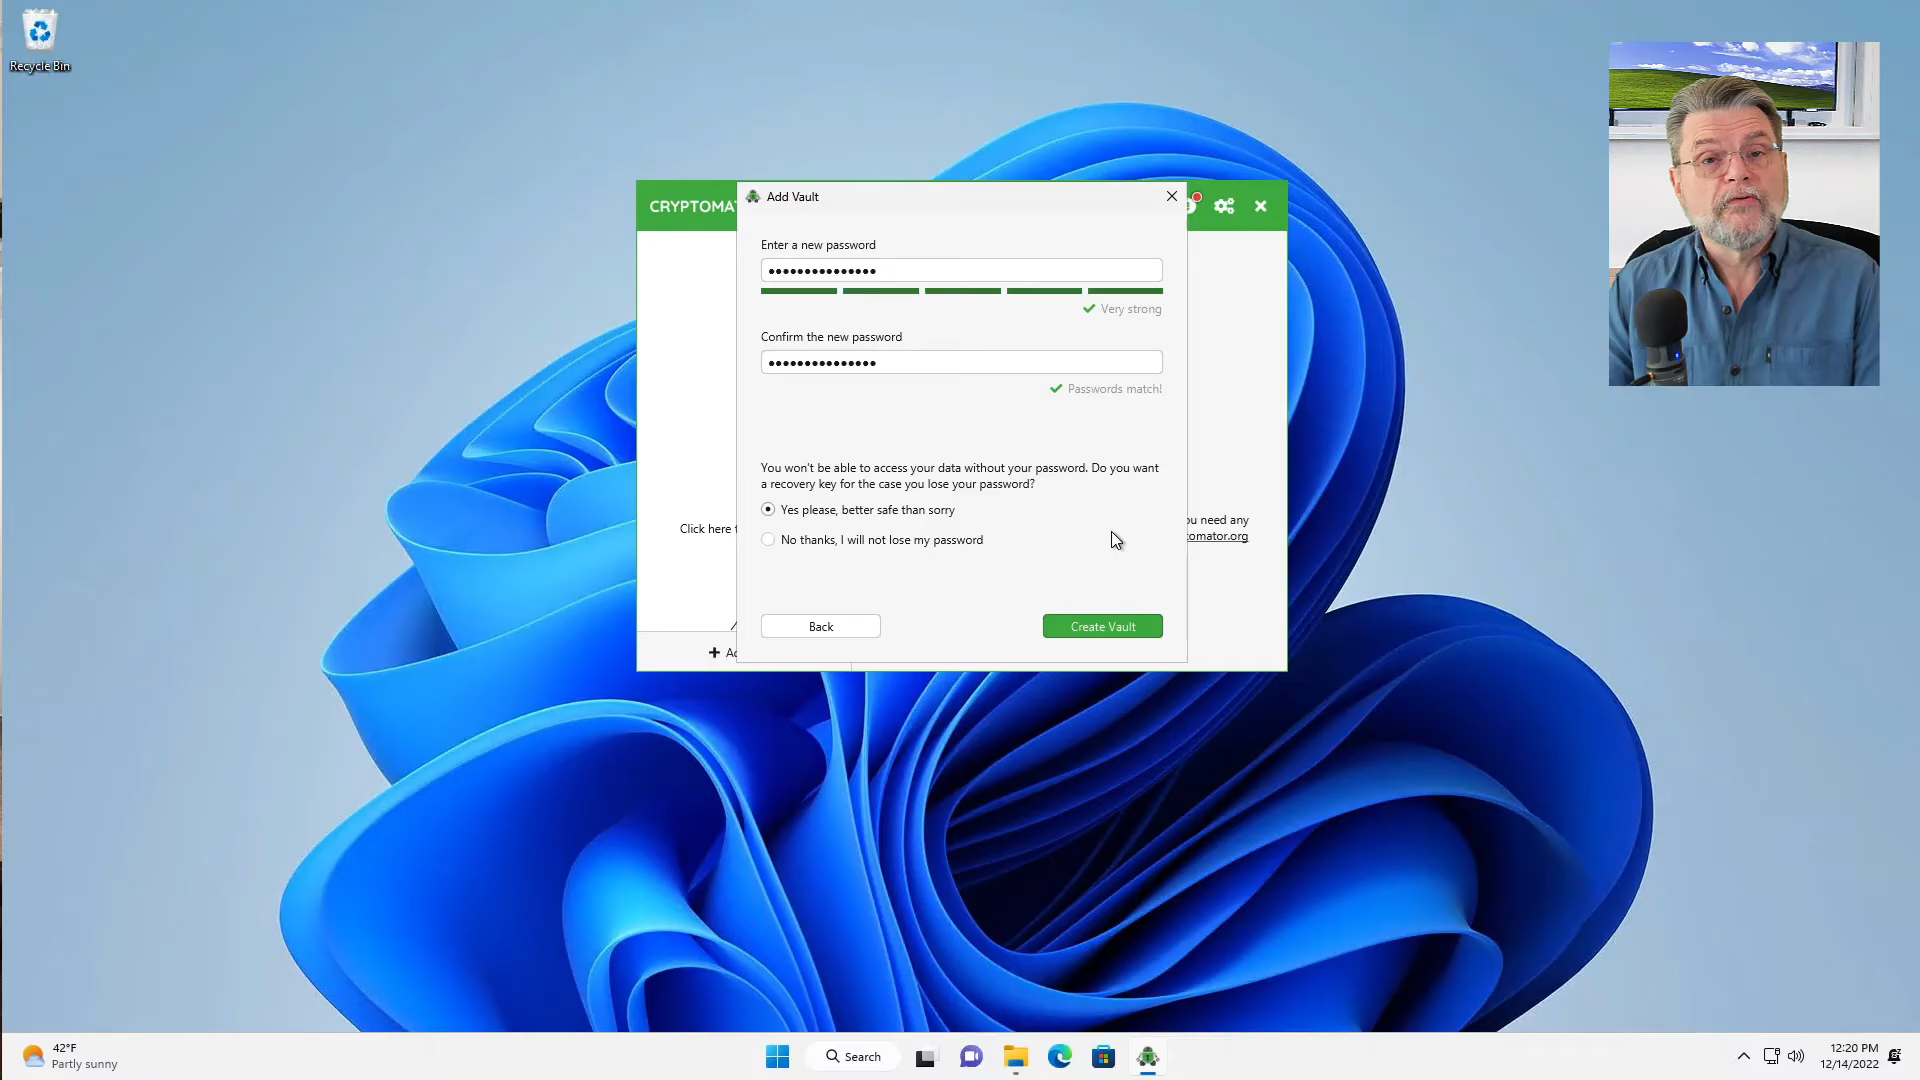 Recycle Bin
CRYPTOMA
Add Vault
Enter a new password
●●●●●●●●●●●●●●●
Very strong
Confirm the new password
●●●●●●●●●●●●●●●
Passwords match!
You won't be able to access your data without your password. Do you want
a recovery key for the case you lose your password?
Yes please, better safe than sorry
No thanks, I will not lose my password
Click here
ou need any
tomator.org
Back
Create Vault
+ Ad
42°F
Partly sunny
Search
12:20 PM
12/14/2022